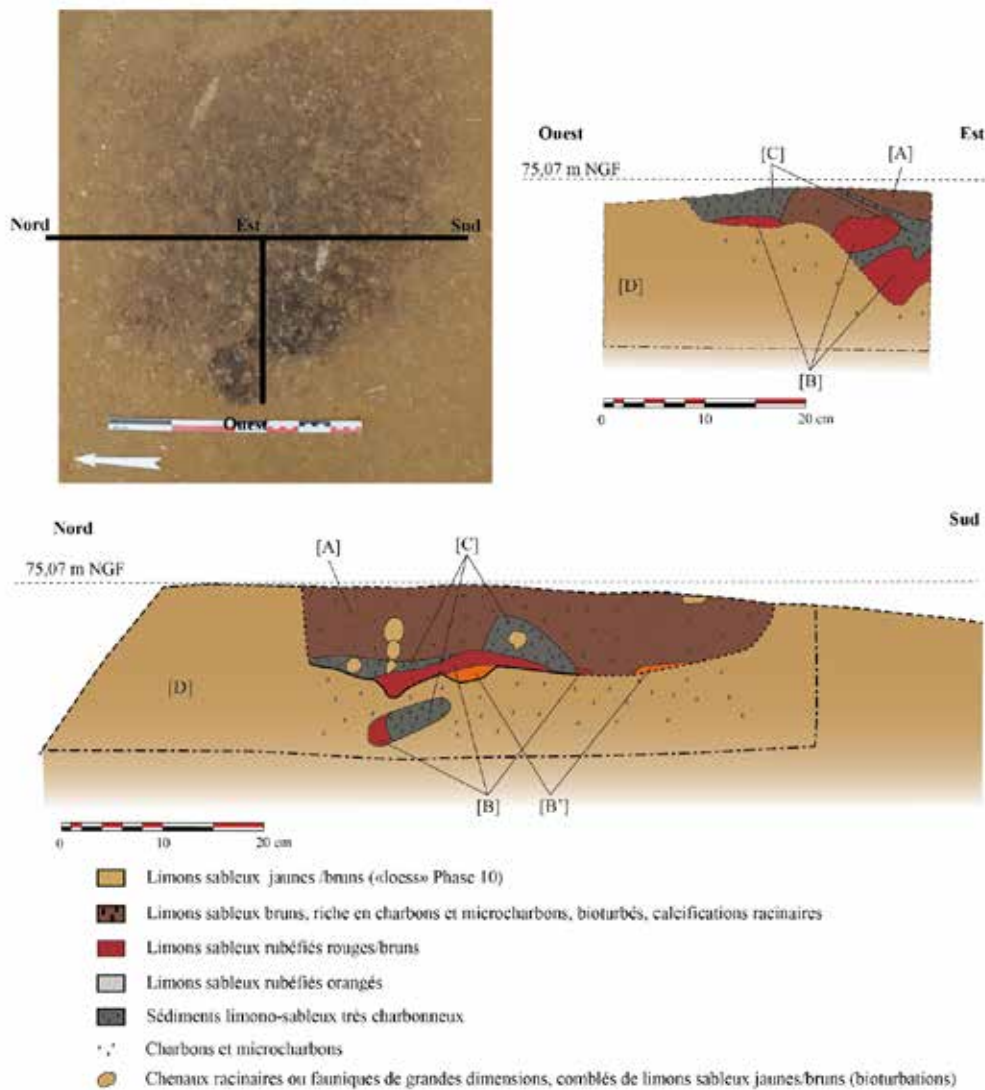 Nord
Est
Sud
Ouest
Ouest
Est
75,07 m NGF
[C]
[A]
[D]
[B]
0
10
20 cm
Nord
Sud
75,07 m NGF
[A]
[C]
[D]
[B]
[B']
0
10
20 cm
Limons sableux jaunes /bruns («loess» Phase 10)
Limons sableux bruns, riche en charbons et microcharbons, bioturbés, calcifications racinaires
Limons sableux rubéfiés rouges/bruns
Limons sableux rubéfiés orangés
Sédiments limono-sableux très charbonneux
Charbons et microcharbons
Chenaux racinaires ou fauniques de grandes dimensions, comblés de limons sableux jaunes/bruns (bioturbations)